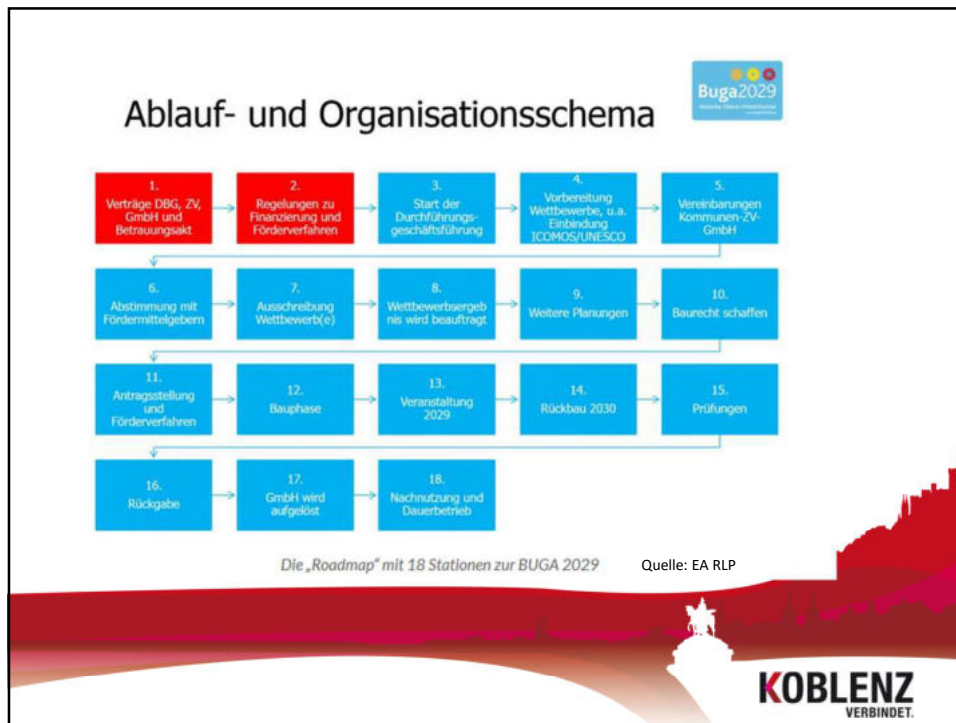 Buga2029
Ablauf- und Organisationsschema
1.
Verträge DBG, ZV,
GmbH und
Betrauungsakt
2.
Regelungen zu
Finanzierung und
Förderverfahren
3.
Start der
Durchführungs-
geschäftsführung
4.
Vorbereitung
Wettbewerbe, u.a.
Einbindung
ICOMOS/UNESCO
5.
Vereinbarungen
Kommunen-ZV-
GmbH
6.
Abstimmung mit
Fördermittelgebern
7.
Ausschreibung
Wettbewerb(e)
8.
Wettbewerbsergeb
nis wird beauftragt
9.
Weitere Planungen
10.
Baurecht schaffen
11.
Antragsstellung
und
Förderverfahren
12.
Bauphase
13.
Veranstaltung
2029
14.
Rückbau 2030
15.
Prüfungen
16.
Rückgabe
17.
GmbH wird
aufgelöst
18.
Nachnutzung und
Dauerbetrieb
Die „Roadmap" mit 18 Stationen zur BUGA 2029
Quelle: EA RLP
KOBLENZ
VERBINDET.